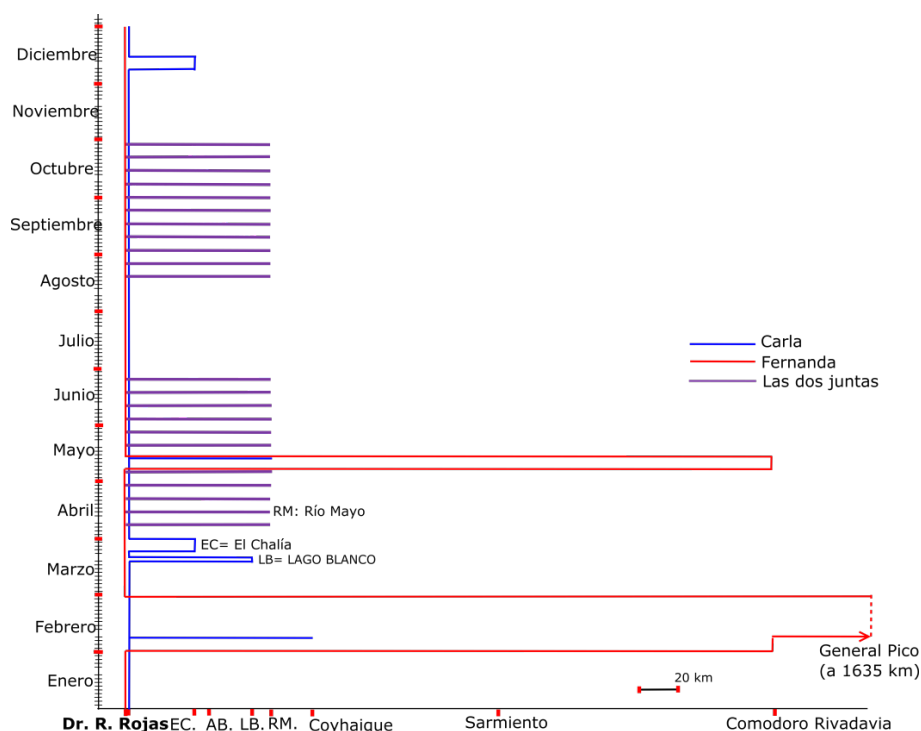 Diciembre
Noviembre
Octubre
Septiembre
Agosto
Julio
Junio
Mayo
Abril
Marzo
Febrero
Enero
Carla
Fernanda
Las dos juntas
RM: Río Mayo
EC= El Chalía
LB= LAGO BLANCO
General Pico
(a 1635 km)
20 km
Dr. R. Rojas EC. AB. LB. RM. Coyhaique Sarmiento Comodoro Rivadavia